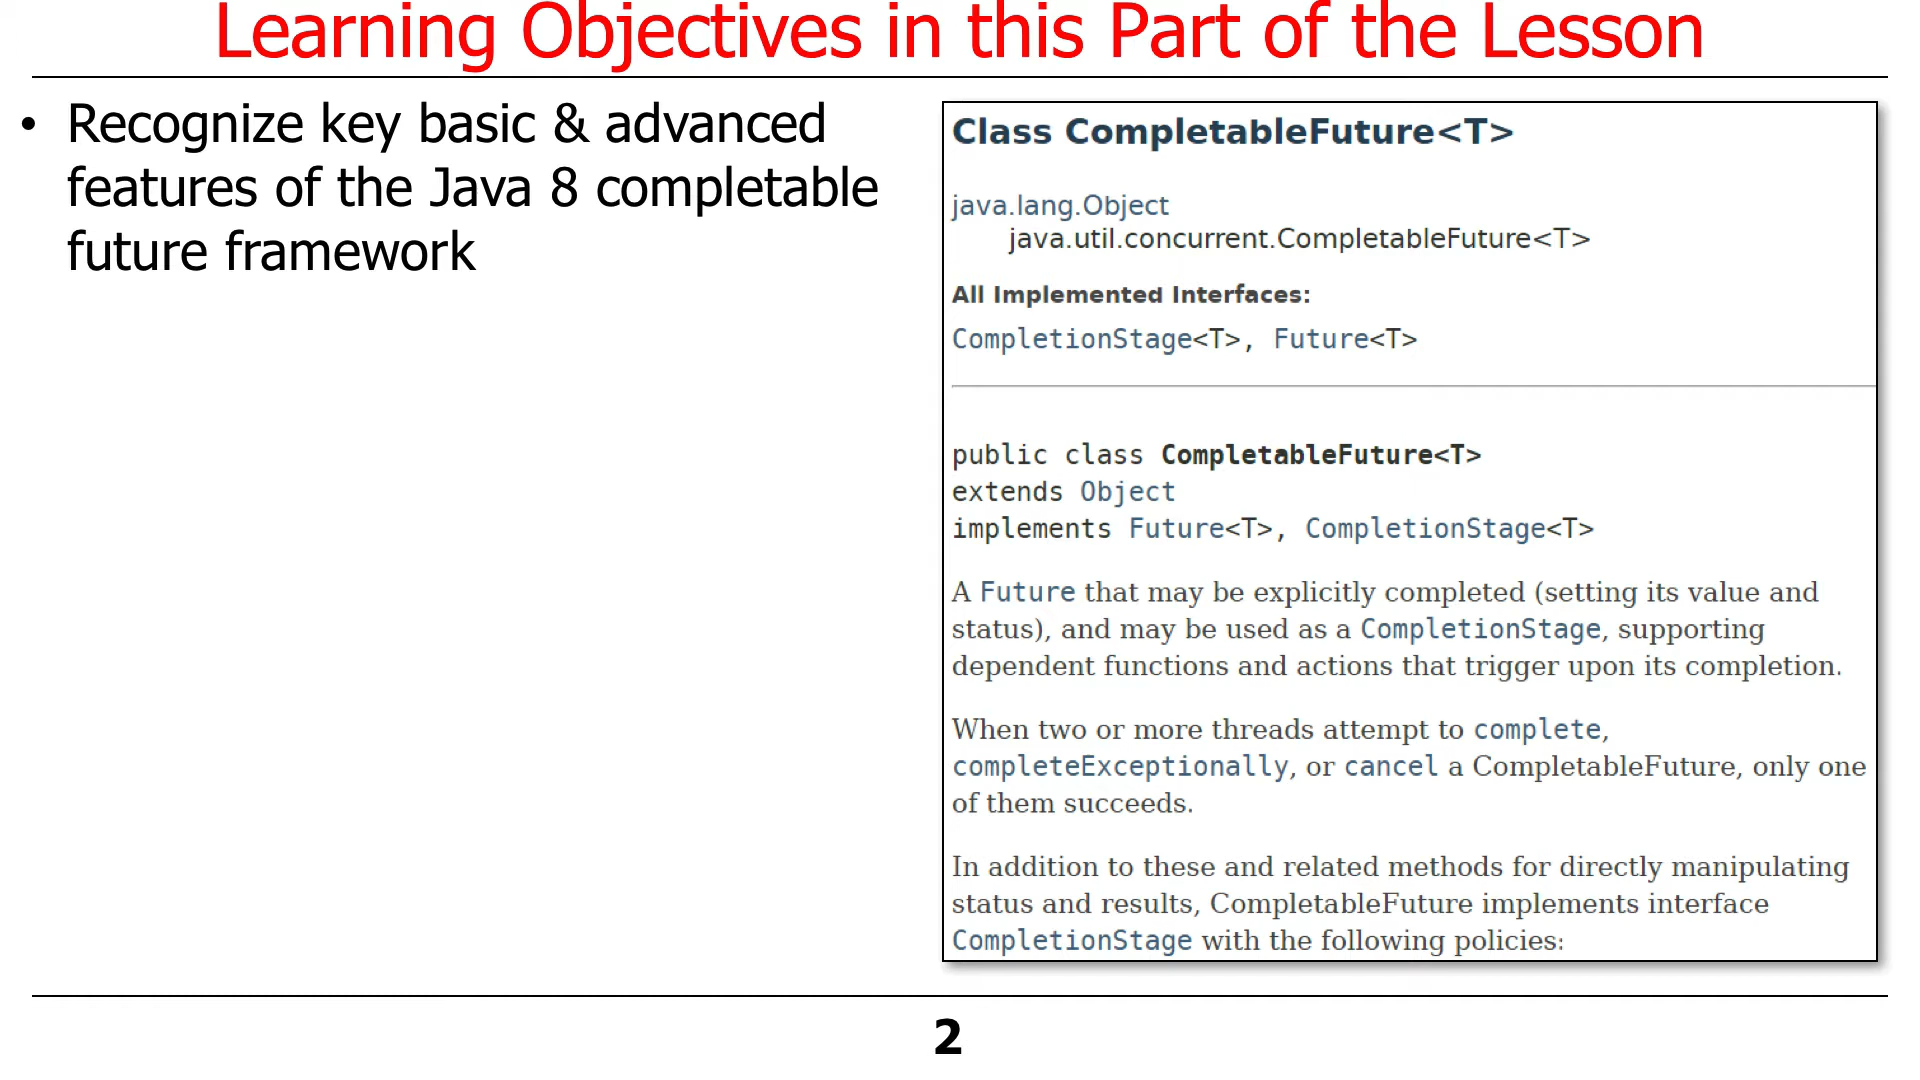 Learning Objectives in this Part of the Lesson
• Recognize key basic & advanced
features of the Java 8 completable
future framework
Class CompletableFuture<T>
java.lang.Object
java.util.concurrent.CompletableFuture<T>
All Implemented Interfaces:
CompletionStage<T>, Future<T>
public class CompletableFuture<T>
extends Object
implements Future<T>, CompletionStage<T>
A Future that may be explicitly completed (setting its value and
status), and may be used as a CompletionStage, supporting
dependent functions and actions that trigger upon its completion.
When two or more threads attempt to complete,
completeExceptionally, or cancel a CompletableFuture, only one
of them succeeds.
In addition to these and related methods for directly manipulating
status and results, CompletableFuture implements interface
CompletionStage with the following policies:
2